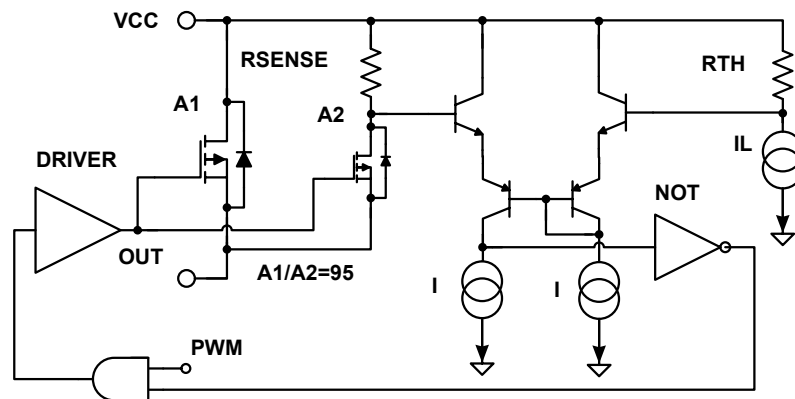 VCC
RSENSE
RTH
A1
A2
DRIVER
IL
NOT
OUT
A1/A2=95
I
I
PWM